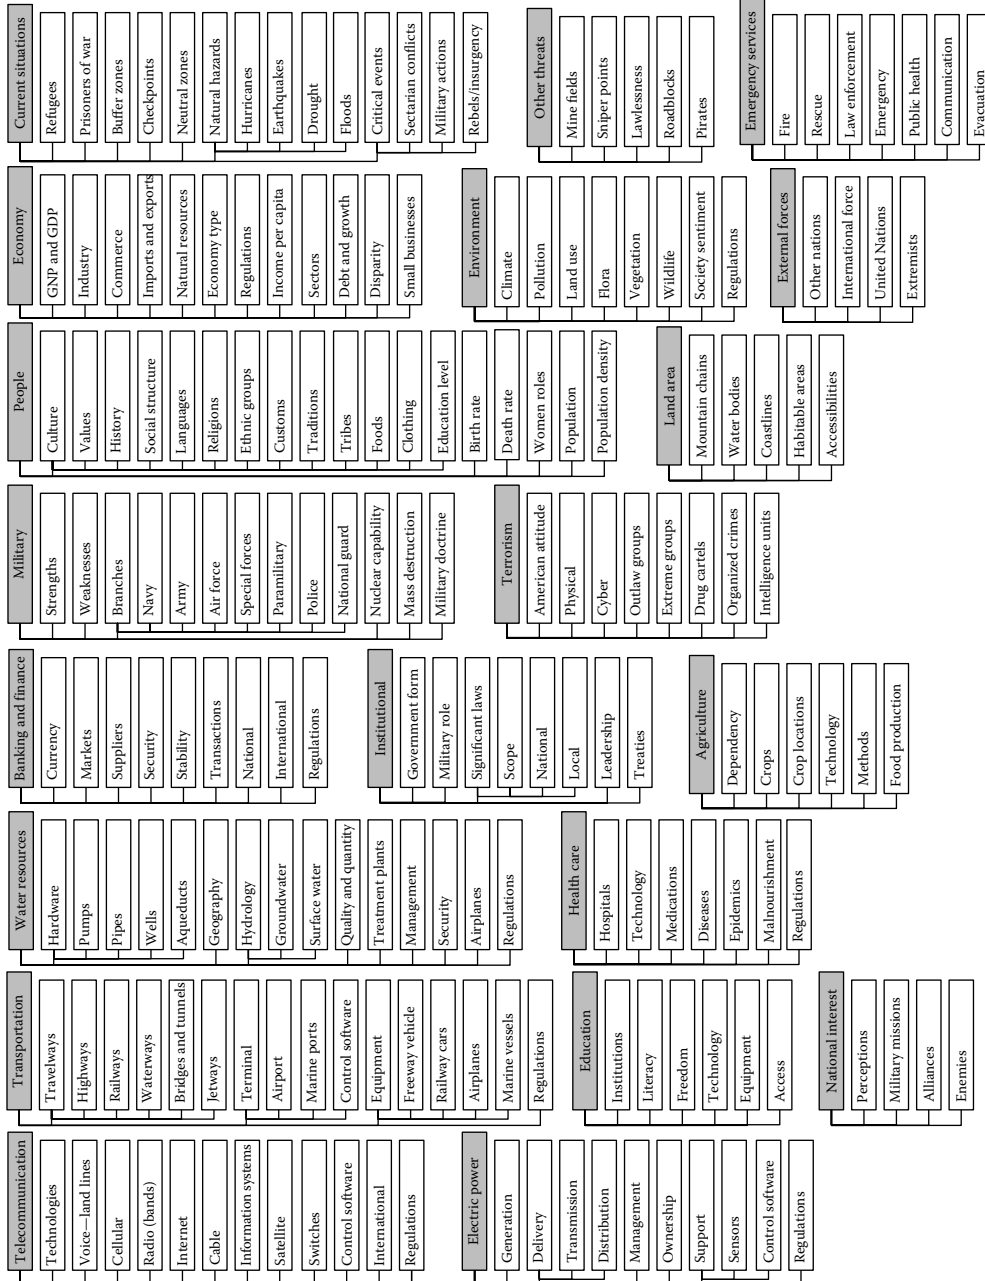 Telecommunication
Technologies
Voice—land lines
Cellular
Radio (bands)
Internet
Cable
Information systems
Satellite
Switches
Control software
International
Regulations
Transportation
Travelways
Highways
Railways
Waterways
Bridges and tunnels
Jetways
Terminal
Airport
Marine ports
Control software
Equipment
Freeway vehicle
Railway cars
Airplanes
Marine vessels
Regulations
Water resources
Hardware
Pumps
Pipes
Wells
Aqueducts
Geography
Hydrology
Groundwater
Surface water
Quality and quantity
Treatment plants
Management
Security
Airplanes
Regulations
Banking and finance
Currency
Markets
Suppliers
Security
Stability
Transactions
National
International
Regulations
Military
Strengths
Weaknesses
Branches
Navy
Army
Air force
Special forces
Paramilitary
Police
National guard
Nuclear capability
Mass destruction
Military doctrine
People
Culture
Values
History
Social structure
Languages
Religions
Ethnic groups
Customs
Traditions
Tribes
Foods
Clothing
Education level
Birth rate
Death rate
Women roles
Population
Population density
Economy
GNP and GDP
Industry
Commerce
Imports and exports
Natural resources
Economy type
Regulations
Income per capita
Sectors
Debt and growth
Disparity
Small businesses
Current situations
Refugees
Prisoners of war
Buffer zones
Checkpoints
Neutral zones
Natural hazards
Hurricanes
Earthquakes
Drought
Floods
Critical events
Sectarian conflicts
Military actions
Rebels/insurgency
Electric power
Generation
Delivery
Transmission
Distribution
Management
Ownership
Support
Sensors
Control software
Regulations
Education
Institutions
Literacy
Freedom
Technology
Equipment
Access
Health care
Hospitals
Technology
Medications
Diseases
Epidemics
Malnourishment
Regulations
Institutional
Government form
Military role
Significant laws
Scope
National
Local
Leadership
Treaties
Terrorism
American attitude
Physical
Cyber
Outlaw groups
Extreme groups
Drug cartels
Organized crimes
Intelligence units
Environment
Climate
Pollution
Land use
Flora
Vegetation
Wildlife
Society sentiment
Regulations
Other threats
Mine fields
Sniper points
Lawlessness
Roadblocks
Pirates
National interest
Perceptions
Military missions
Alliances
Enemies
Agriculture
Dependency
Crops
Crop locations
Technology
Methods
Food production
Land area
Mountain chains
Water bodies
Coastlines
Habitable areas
Accessibilities
External forces
Other nations
International force
United Nations
Extremists
Emergency services
Fire
Rescue
Law enforcement
Emergency
Public health
Communication
Evacuation